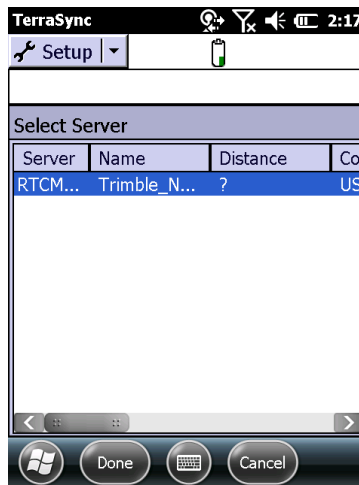 TerraSync 2:17
Setup
Select Server
Server Name Distance Co
RTCM... Trimble_N... ? US
Done Cancel